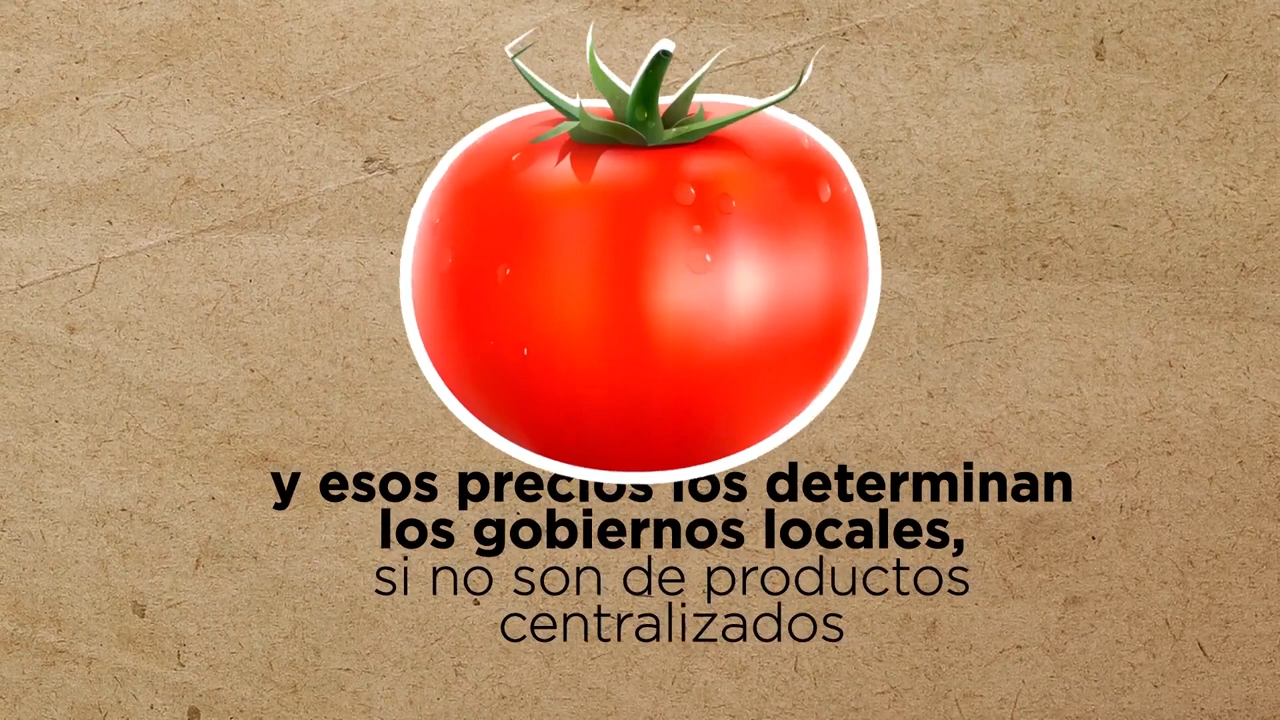 y esos precios los determinan
los gobiernos locales,
si no son de productos
centralizados